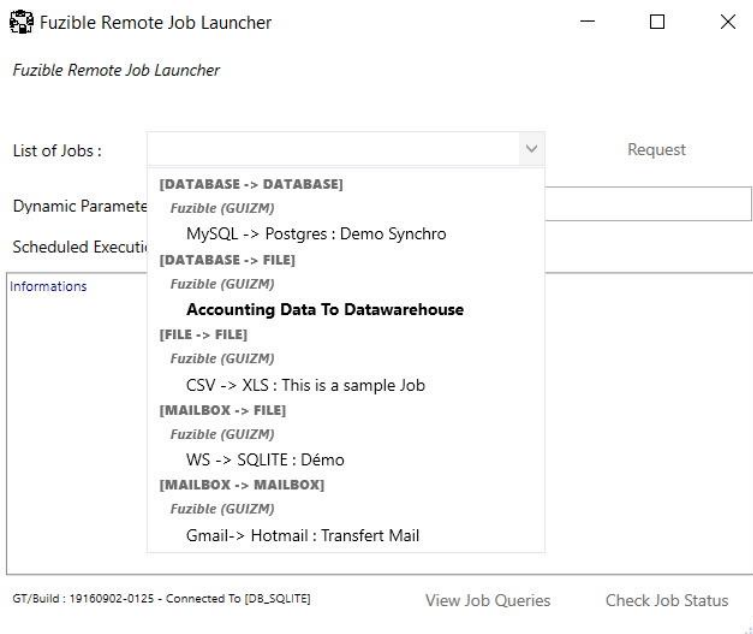 Fuzible Remote Job Launcher
Fuzible Remote Job Launcher
List of Jobs :
Request
[DATABASE -> DATABASE]
Fuzible (GUIZM)
Dynamic Paramete
MySQL -> Postgres : Demo Synchro
Scheduled Executi
[DATABASE -> FILE]
Informations
Fuzible (GUIZM)
Accounting Data To Datawarehouse
[FILE -> FILE]
Fuzible (GUIZM)
CSV -> XLS : This is a sample Job
[MAILBOX -> FILE]
Fuzible (GUIZM)
WS -> SQLITE : Démo
[MAILBOX -> MAILBOX]
Fuzible (GUIZM)
Gmail-> Hotmail : Transfert Mail
GT/Build : 19160902-0125 - Connected To [DB_SQLITE]
View Job Queries
Check Job Status